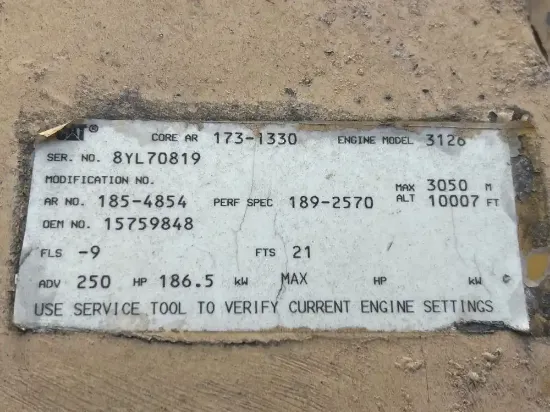 CAT® CORE AR 173-1330 ENGINE MODEL 3126
SER. NO. 8YL70819
MODIFICATION NO.
AR NO. 185-4854 PERF SPEC 189-2570 MAX ALT 3050 M 10007 FT
OEM NO. 15759848
FLS -9 FTS 21
ADV 250 HP 186.5 kW MAX HP kW
USE SERVICE TOOL TO VERIFY CURRENT ENGINE SETTINGS